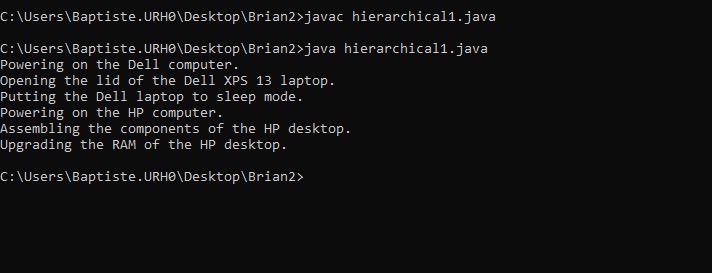 C:\Users\Baptiste.URH0\Desktop\Brian2>javac hierarchical1.java
C:\Users\Baptiste.URH0\Desktop\Brian2>java hierarchical1.java
Powering on the Dell computer.
Opening the lid of the Dell XPS 13 laptop.
Putting the Dell laptop to sleep mode.
Powering on the HP computer.
Assembling the components of the HP desktop.
Upgrading the RAM of the HP desktop.
C:\Users\Baptiste.URH0\Desktop\Brian2>